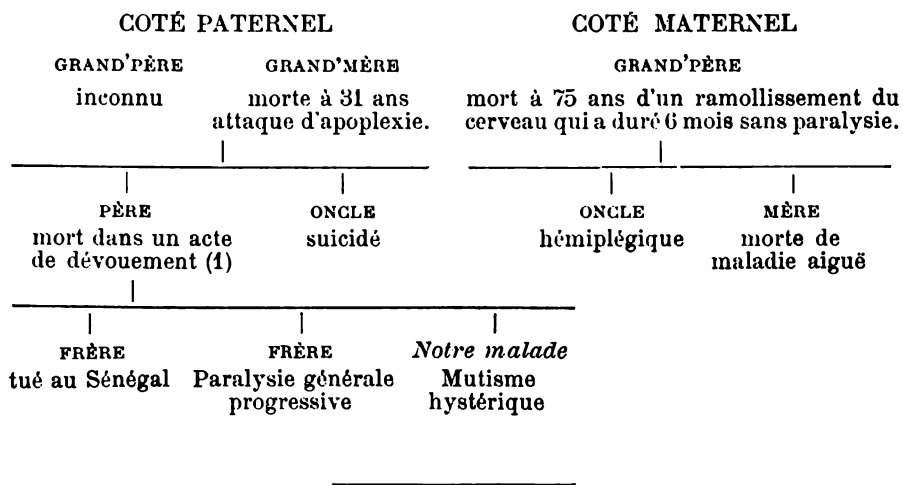 COTÉ PATERNEL COTÉ MATERNEL
GRAND'PÈRE GRAND'MÈRE GRAND'PÈRE
inconnu morte à 31 ans mort à 75 ans d'un ramollissement du
attaque d'apoplexie. cerveau qui a duré 6 mois sans paralysie.
PÈRE ONCLE ONCLE MÈRE
mort dans un acte suicidé hémiplégique morte de
de dévouement (1) maladie aiguë
FRÈRE FRÈRE Notre malade
tué au Sénégal Paralysie générale Mutisme
progressive hystérique